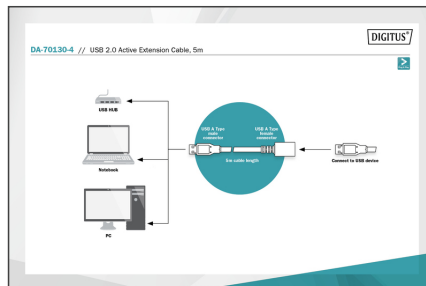 DIGITUS®
DA-70130-4 // USB 2.0 Active Extension Cable, 5m
USB HUB
USB A Type
male
connector
USB A Type
female
connector
Notebook
5m cable length
Connect to USB device
PC